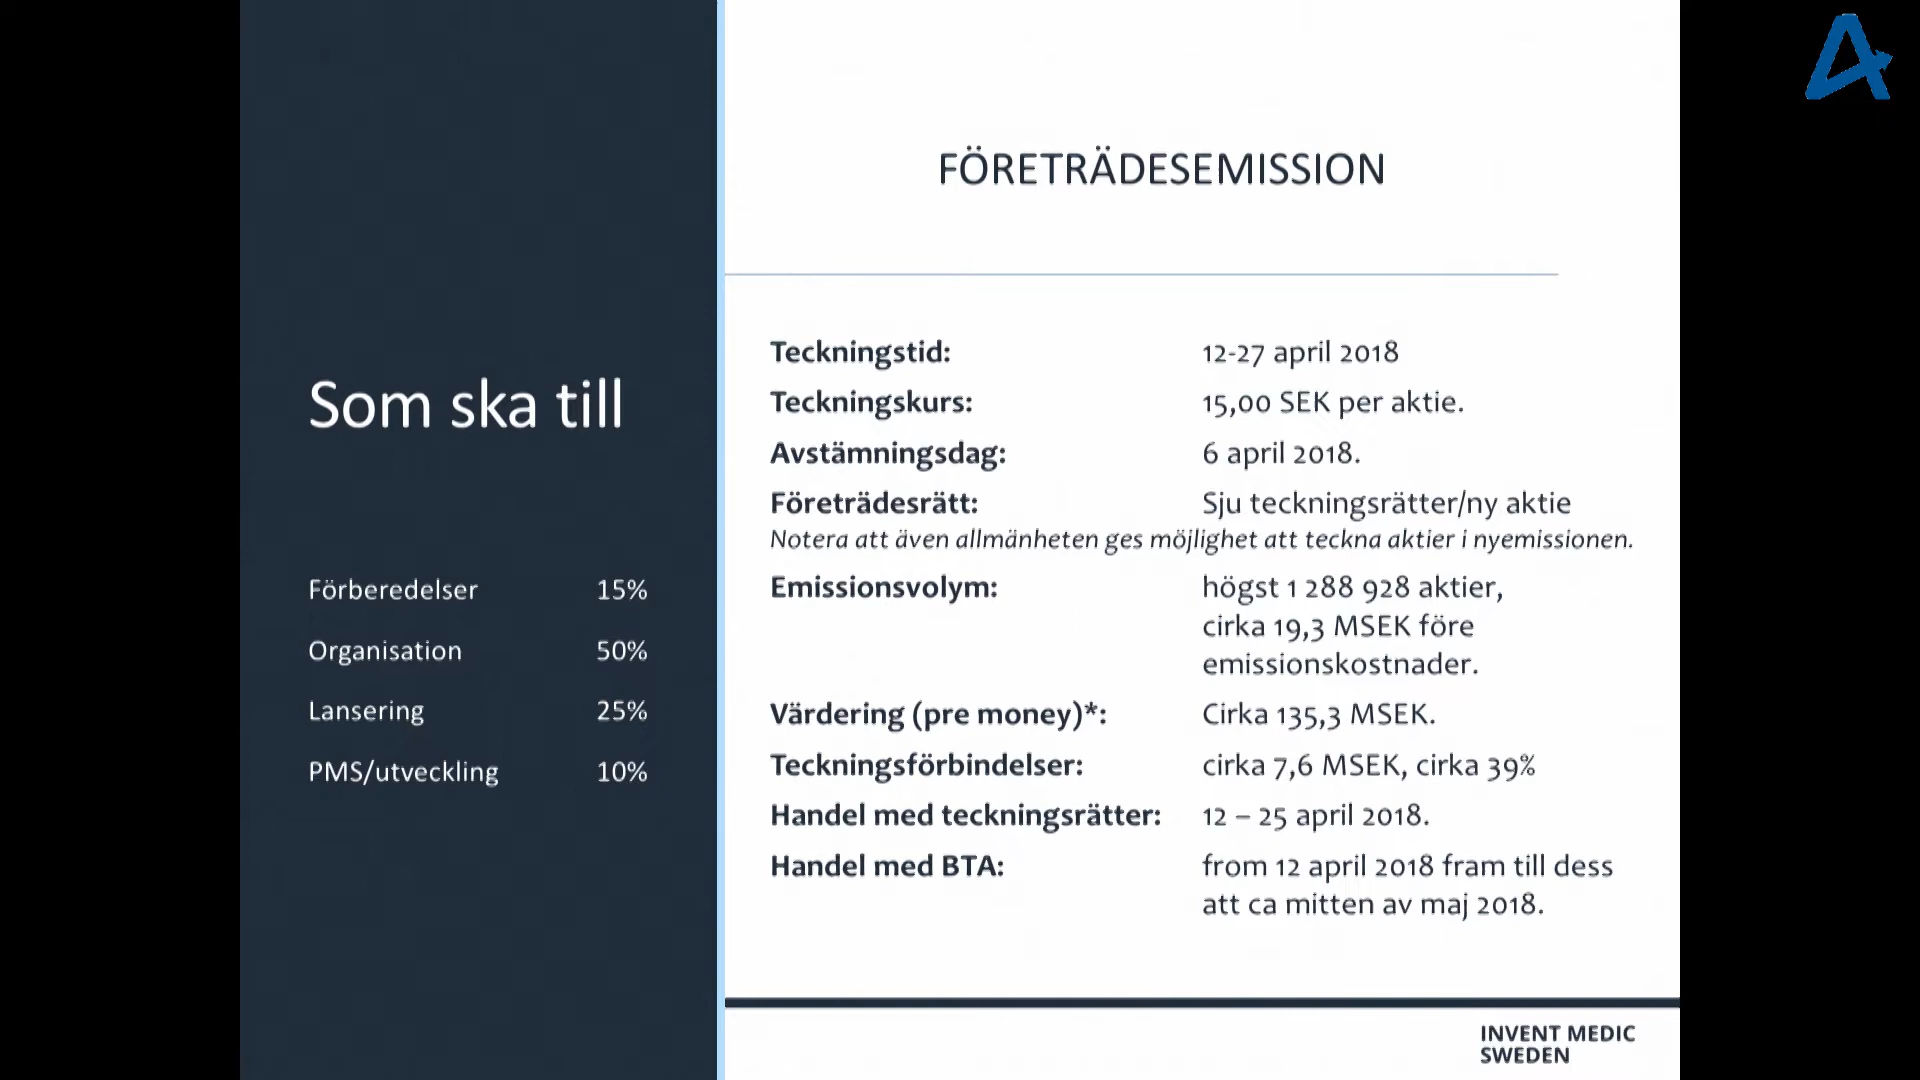 Som ska till
Förberedelser 15%
Organisation 50%
Lansering 25%
PMS/utveckling 10%
FÖRETRÄDESEMISSION
Teckningstid: 12-27 april 2018
Teckningskurs: 15,00 SEK per aktie.
Avstämningsdag: 6 april 2018.
Företrädesrätt: Sju teckningsrätter/ny aktie
Notera att även allmänheten ges möjlighet att teckna aktier i nyemissionen.
Emissionsvolym: högst 1 288 928 aktier,
cirka 19,3 MSEK före
emissionskostnader.
Värdering (pre money)*: Cirka 135,3 MSEK.
Teckningsförbindelser: cirka 7,6 MSEK, cirka 39%
Handel med teckningsrätter: 12 – 25 april 2018.
Handel med BTA: from 12 april 2018 fram till dess
att ca mitten av maj 2018.
INVENT MEDIC
SWEDEN